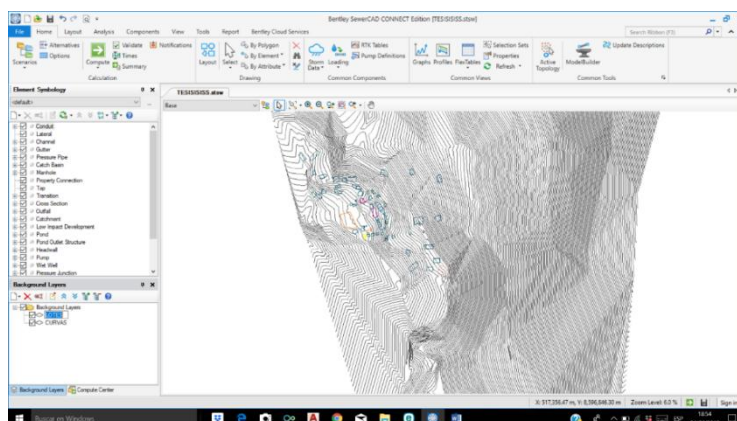 Bentley SewerCAD CONNECT Edition [TESISISISS.stsw]
File Home Layout Analysis Components View Tools Report Bentley Cloud Services
Search Ribbon (F3)
Scenarios
Alternatives
Options
Compute
Validate
Times
Summary
Notifications
Calculation
Layout
Select
By Polygon
By Element
By Attribute
Drawing
Storm Data
Loading
RTK Tables
Pump Definitions
Common Components
Graphs Profiles FlexTables
Selection Sets
Properties
Refresh
Common Views
Active Topology
ModelBuilder
Update Descriptions
Common Tools
Element Symbology
<default>
Conduit
Lateral
Channel
Gutter
Pressure Pipe
Catch Basin
Manhole
Property Connection
Tap
Transition
Cross Section
Outfall
Catchment
Low Impact Development
Pond
Pond Outlet Structure
Headwall
Pump
Wet Well
Pressure Junction
Background Layers
Background Layers
CURVAS
Background Layers Compute Center
TESISISISS.stsw
Base
Zoom Level: 6.0 %
Sign in
Buscar en Windows
ESP
18:54